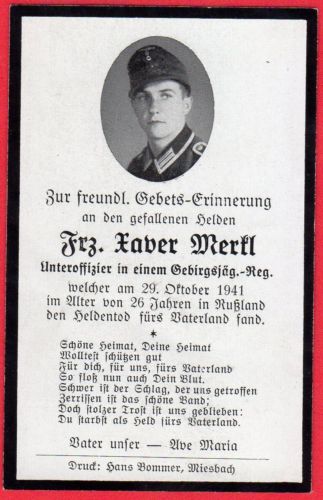 Zur freundl. Gebets-Erinnerung
an den gefallenen Helden
Frz. Xaver Merkl
Unteroffizier in einem Gebirgsjäg.-Reg.
welcher am 29. Oktober 1941
im Alter von 26 Jahren in Rußland
den Heldentod fürs Vaterland fand.
*
Schöne Heimat, Deine Heimat
Wolltest schützen gut
Für dich, für uns, fürs Vaterland
So floß nun auch Dein Blut.
Schwer ist der Schlag, der uns getroffen
Zerrissen ist das schöne Band;
Doch stolzer Trost ist uns geblieben:
Du starbst als Held fürs Vaterland.
Vater unser — Ave Maria
Druck: Hans Bommer, Miesbach